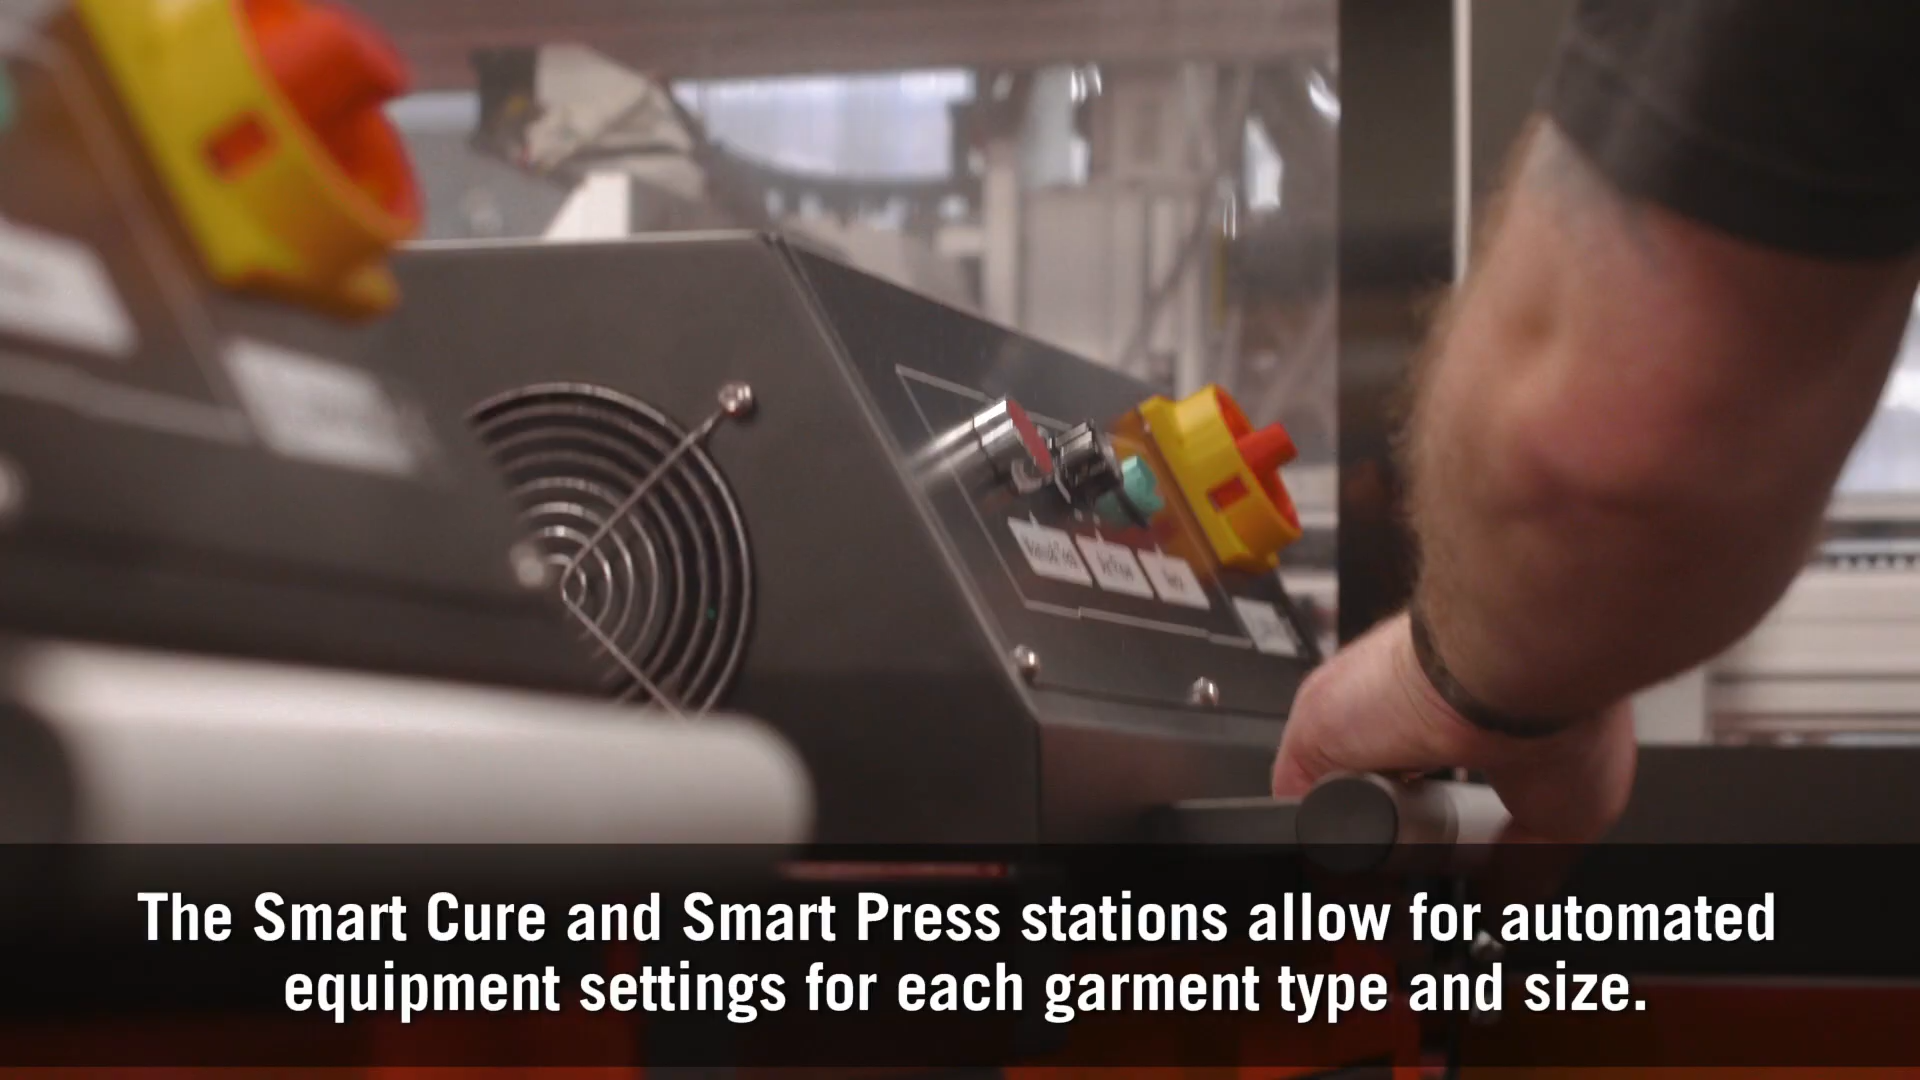 The Smart Cure and Smart Press stations allow for automated
equipment settings for each garment type and size.